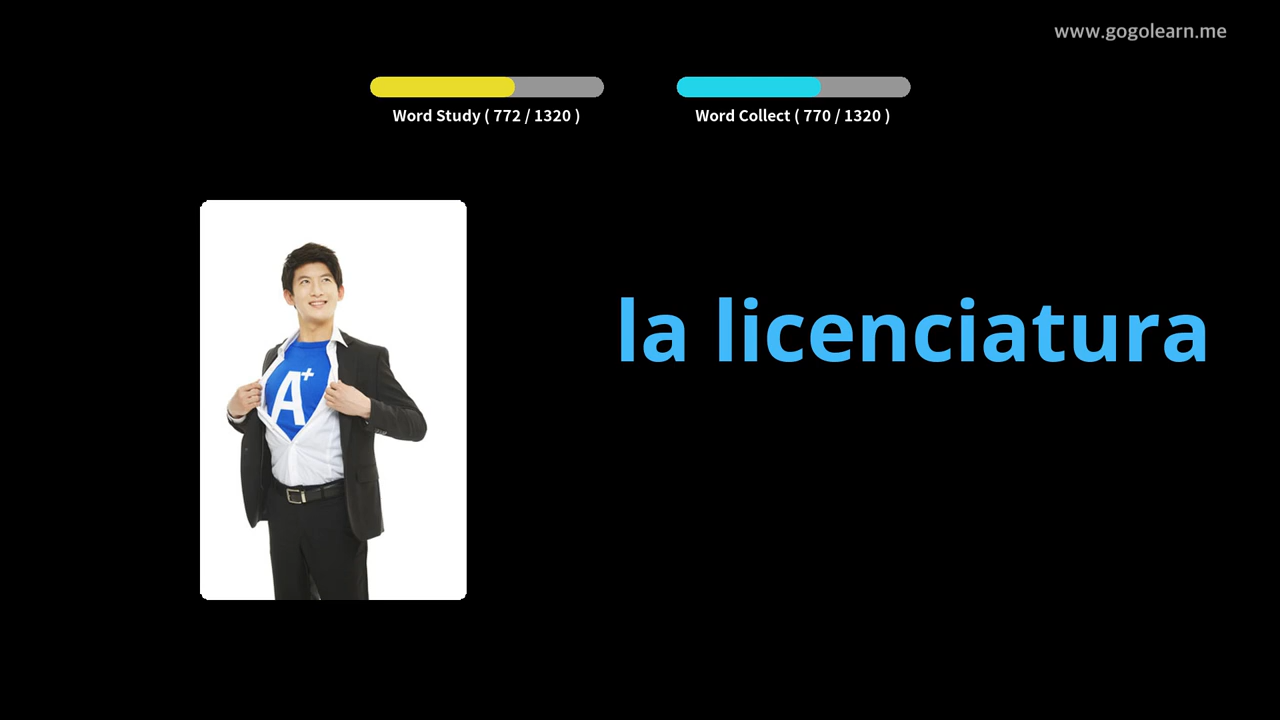 www.gogolearn.me
Word Study ( 772 / 1320 )
Word Collect ( 770 / 1320 )
la licenciatura
A+